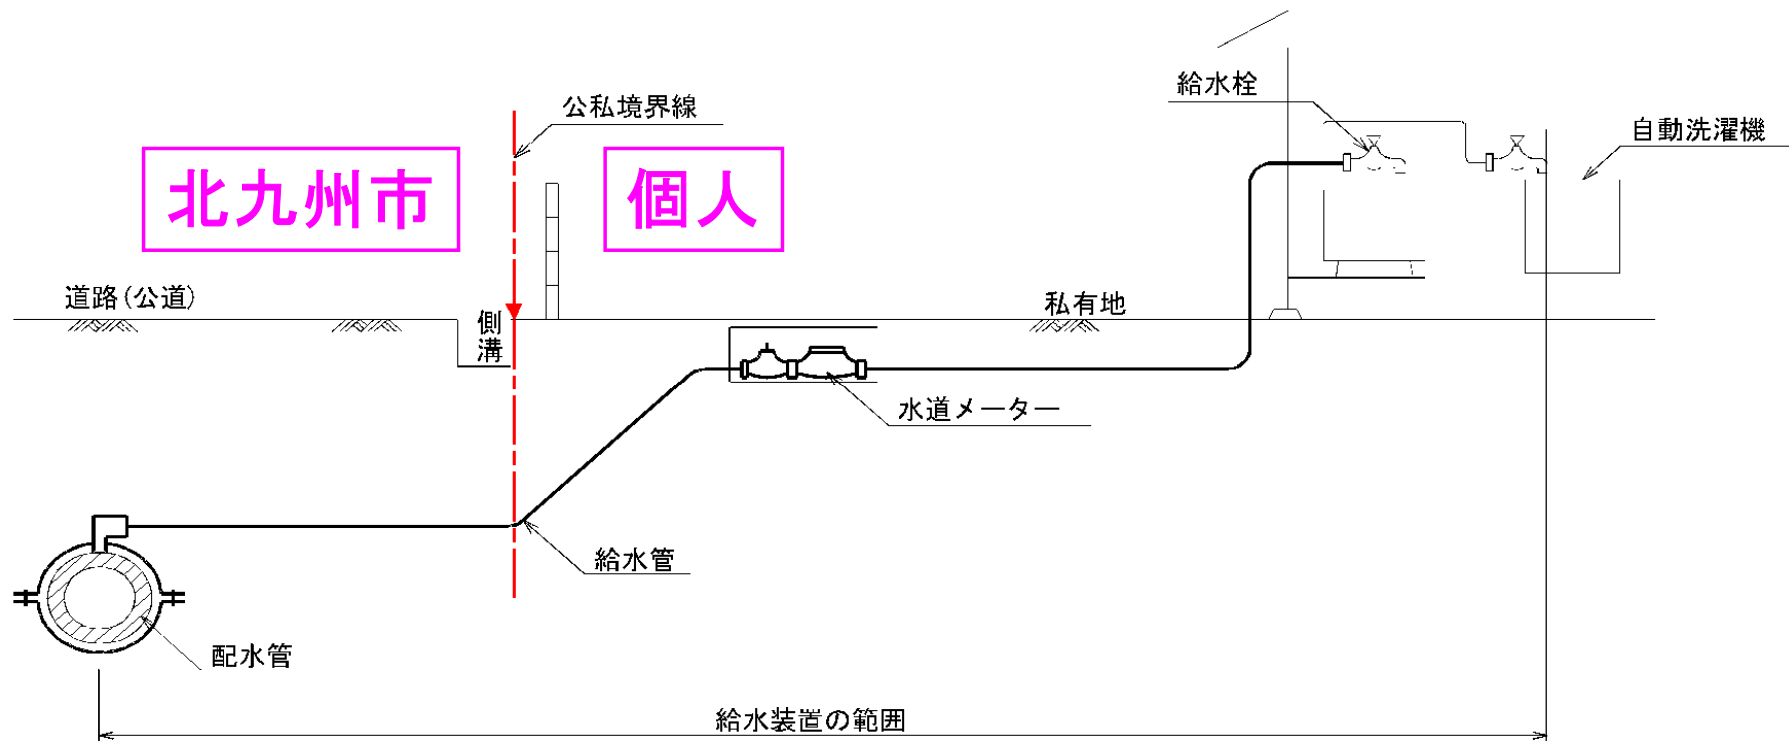 給水栓
公私境界線
自動洗濯機
北九州市
個人
道路(公道)
私有地
側溝
水道メーター
給水管
配水管
給水装置の範囲